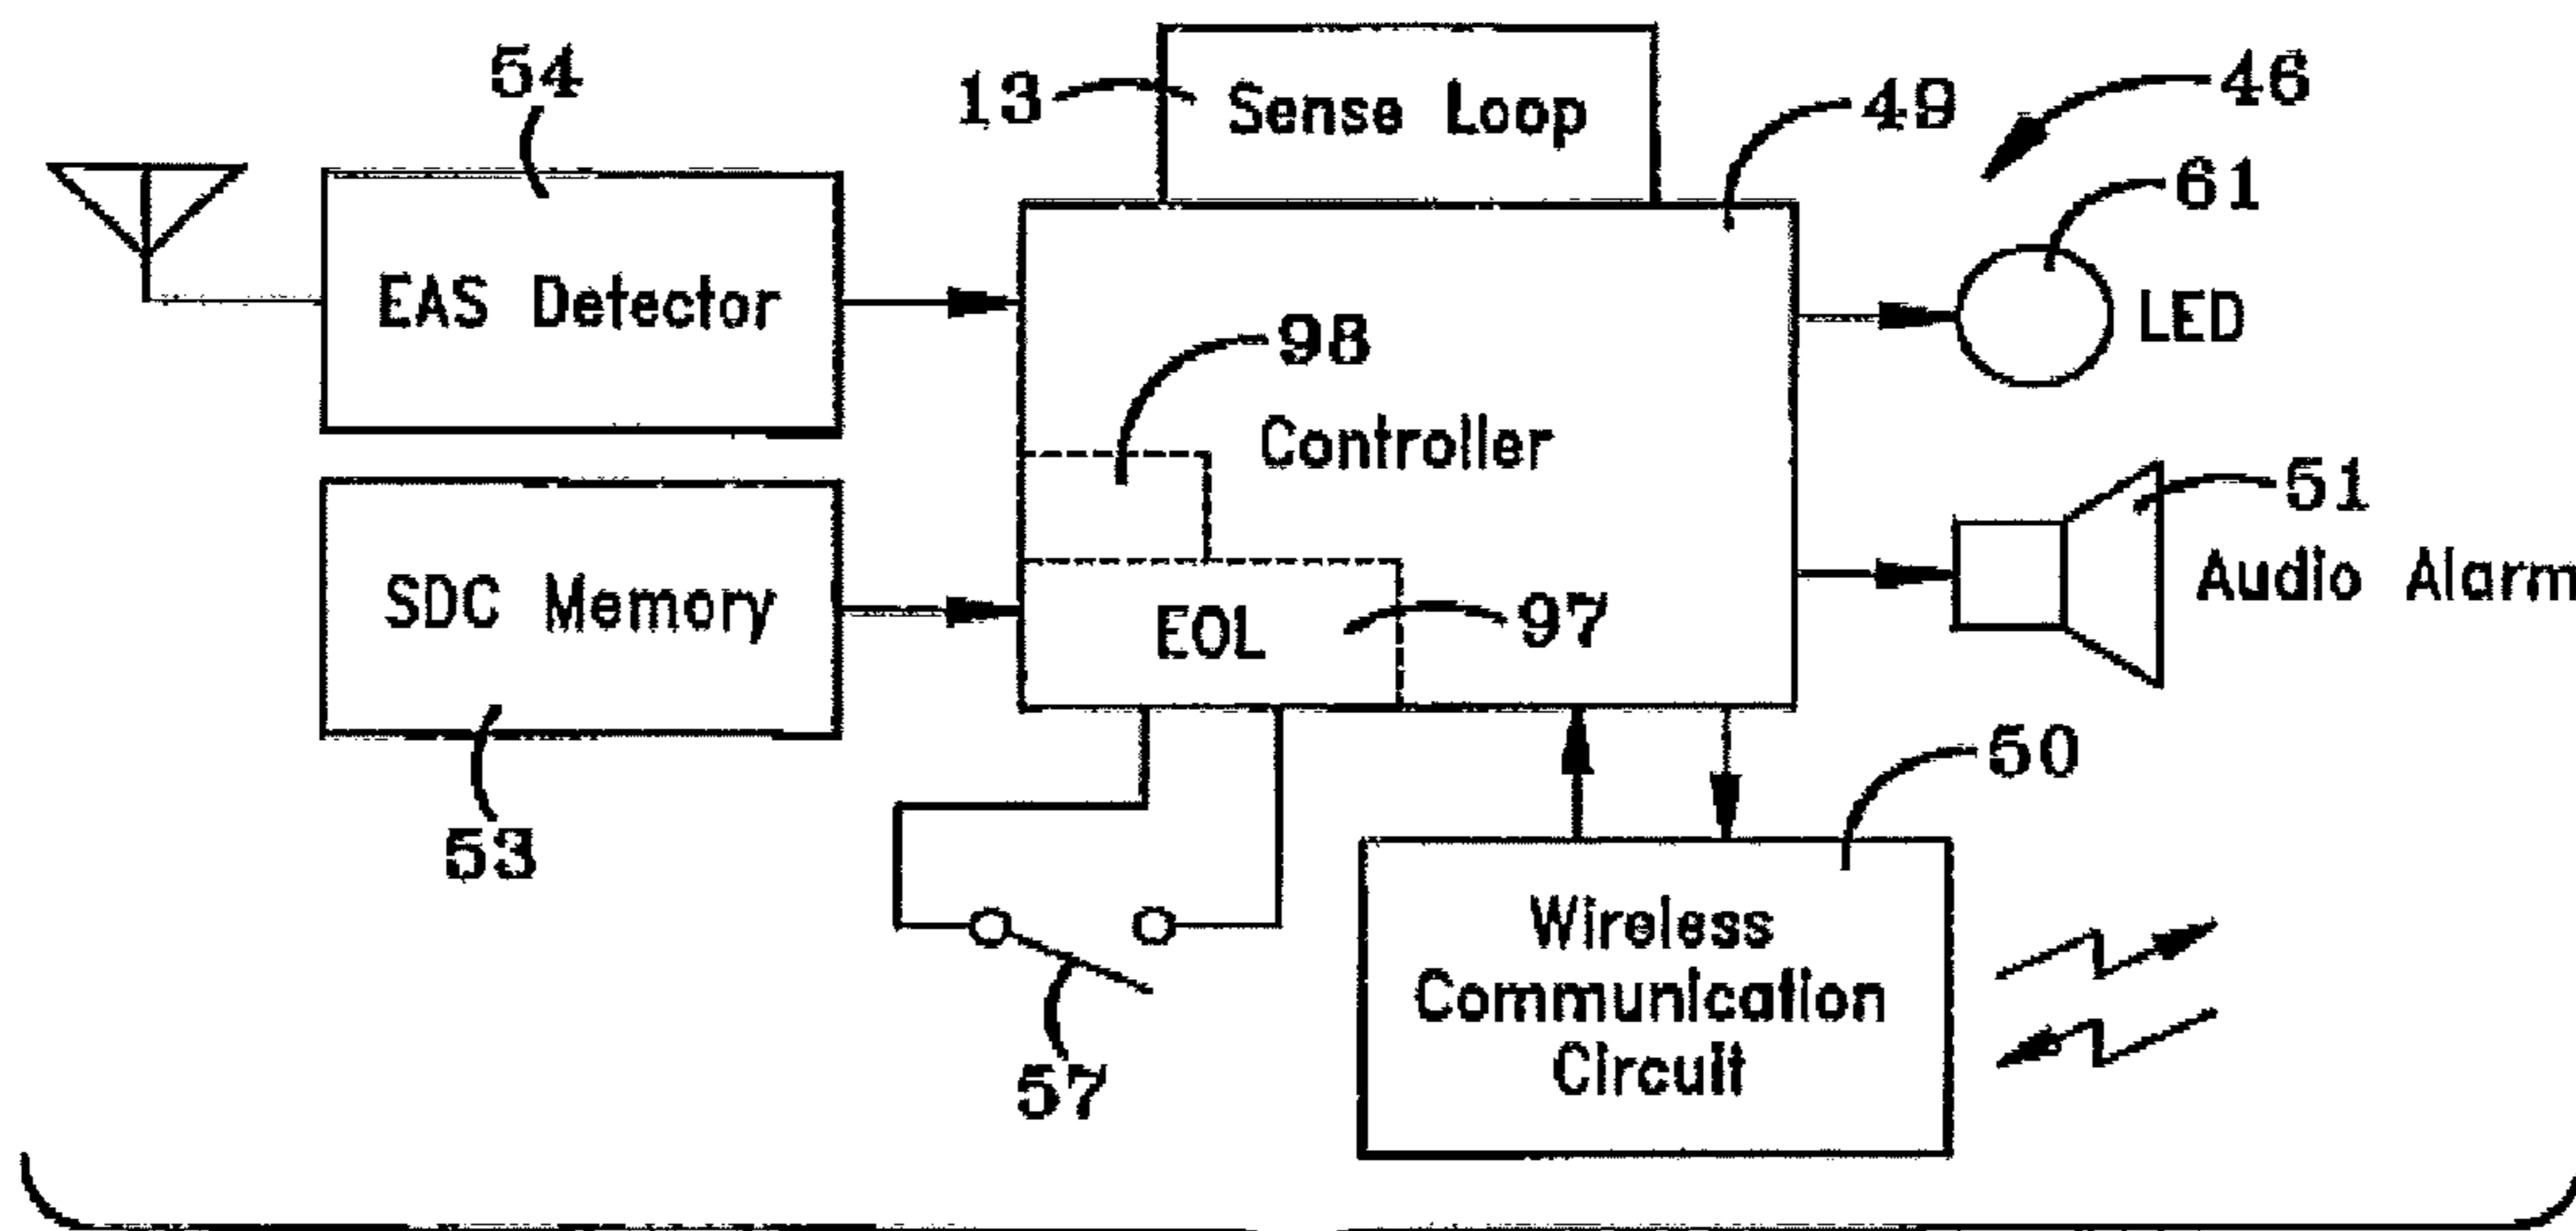 54
13
Sense Loop
49
46
61
EAS Detector
LED
98
Controller
51
Audio Alarm
SDC Memory
EOL
97
53
50
57
Wireless
Communication
Circuit